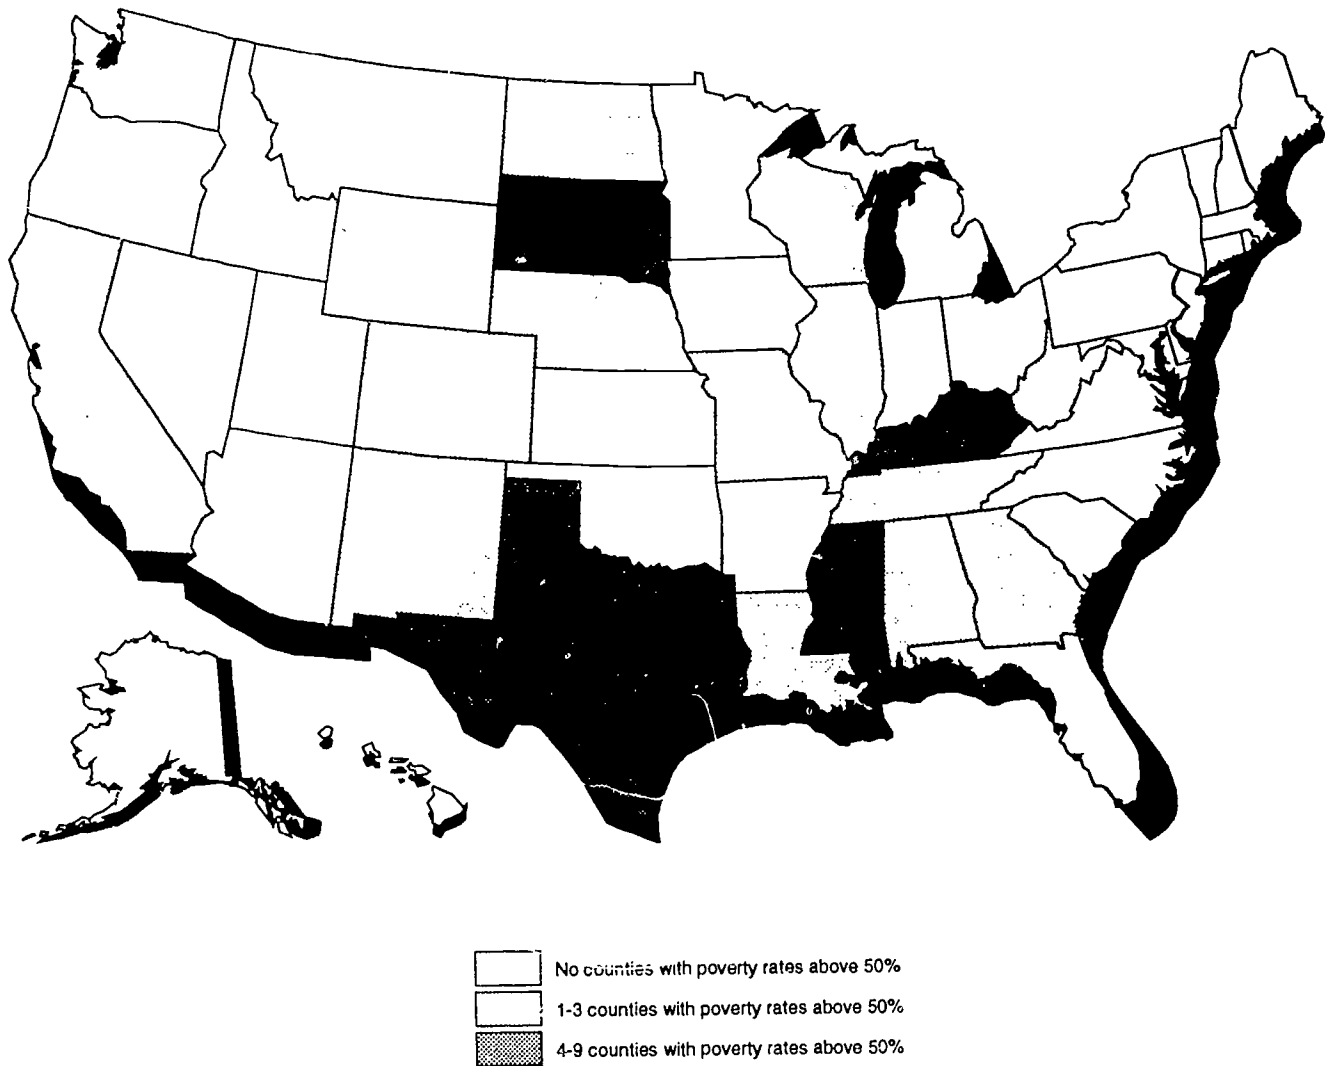 No counties with poverty rates above 50%
1-3 counties with poverty rates above 50%
4-9 counties with poverty rates above 50%